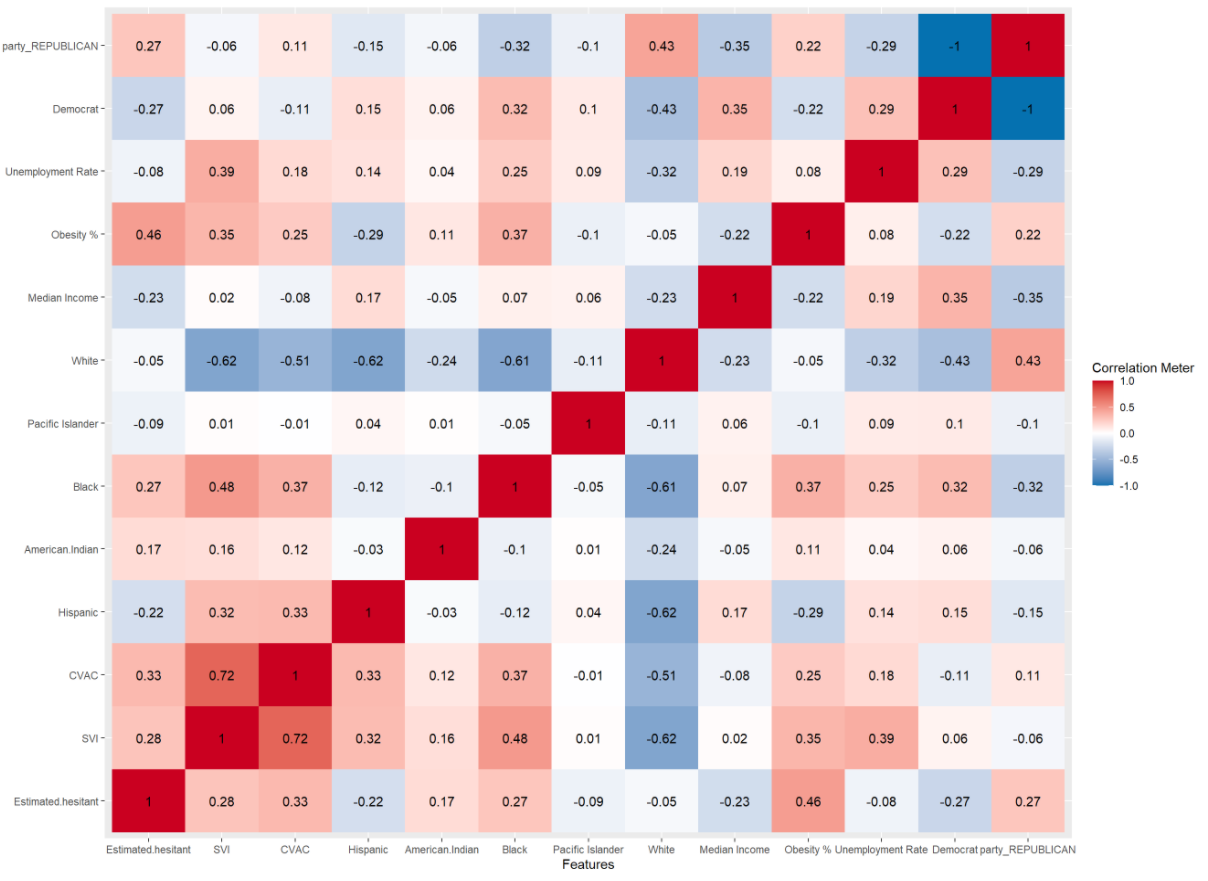 party_REPUBLICAN 0.27 -0.06 0.11 -0.15 -0.06 -0.32 -0.1 0.43 -0.35 0.22 -0.29 -1 1
Democrat -0.27 0.06 -0.11 0.15 0.06 0.32 0.1 -0.43 0.35 -0.22 0.29 1 -1
Unemployment Rate -0.08 0.39 0.18 0.14 0.04 0.25 0.09 -0.32 0.19 0.08 1 0.29 -0.29
Obesity % 0.46 0.35 0.25 -0.29 0.11 0.37 -0.1 -0.05 -0.22 1 0.08 -0.22 0.22
Median Income -0.23 0.02 -0.08 0.17 -0.05 0.07 0.06 -0.23 1 -0.22 0.19 0.35 -0.35
White -0.05 -0.62 -0.51 -0.62 -0.24 -0.61 -0.11 1 -0.23 -0.05 -0.32 -0.43 0.43
Pacific Islander -0.09 0.01 -0.01 0.04 0.01 -0.05 1 -0.11 0.06 -0.1 0.09 0.1 -0.1
Black 0.27 0.48 0.37 -0.12 -0.1 1 -0.05 -0.61 0.07 0.37 0.25 0.32 -0.32
American.Indian 0.17 0.16 0.12 -0.03 1 -0.1 0.01 -0.24 -0.05 0.11 0.04 0.06 -0.06
Hispanic -0.22 0.32 0.33 1 -0.03 -0.12 0.04 -0.62 0.17 -0.29 0.14 0.15 -0.15
CVAC 0.33 0.72 1 0.33 0.12 0.37 -0.01 -0.51 -0.08 0.25 0.18 -0.11 0.11
SVI 0.28 1 0.72 0.32 0.16 0.48 0.01 -0.62 0.02 0.35 0.39 0.06 -0.06
Estimated.hesitant 1 0.28 0.33 -0.22 0.17 0.27 -0.09 -0.05 -0.23 0.46 -0.08 -0.27 0.27
Estimated.hesitant SVI CVAC Hispanic American.Indian Black Pacific Islander White Median Income Obesity % Unemployment Rate Democrat party_REPUBLICAN
Features
Correlation Meter
1.0
0.5
0.0
-0.5
-1.0